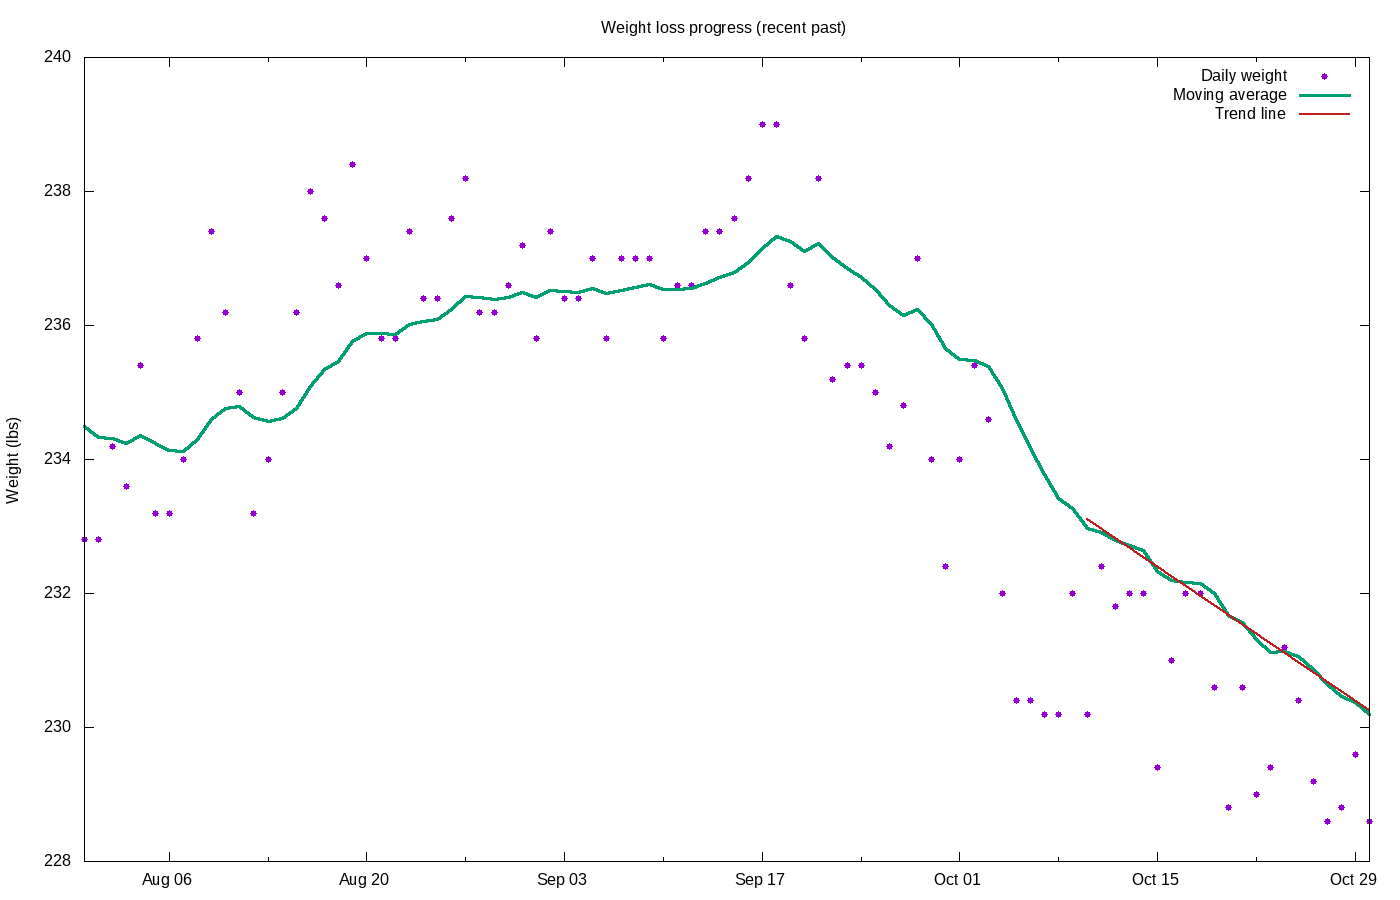 Weight loss progress (recent past)
240
238
236
234
232
230
228
Weight (lbs)
Daily weight
Moving average
Trend line
Aug 06
Aug 20
Sep 03
Sep 17
Oct 01
Oct 15
Oct 29